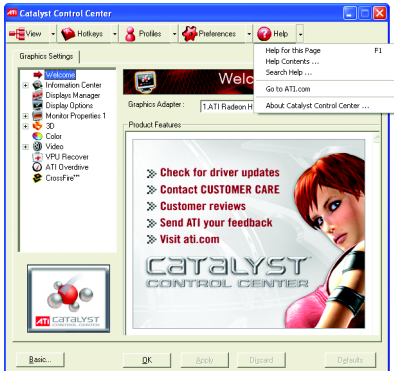 ATI Catalyst Control Center
View Hotkeys Profiles Preferences Help
Help for this Page F1
Help Contents ...
Search Help ...
Go to ATI.com
About Catalyst Control Center ...
Graphics Settings
Welcome
Information Center
Displays Manager
Display Options
Monitor Properties 1
3D
Color
Video
VPU Recover
ATI Overdrive
CrossFire™
Welc
Graphics Adapter :
1.ATI Radeon H
Product Features
Check for driver updates
Contact CUSTOMER CARE
Customer reviews
Send ATI your feedback
Visit ati.com
CATALYST
CONTROL CENTER
ATI CATALYST
CONTROL CENTER
Basic... OK Apply Discard Defaults